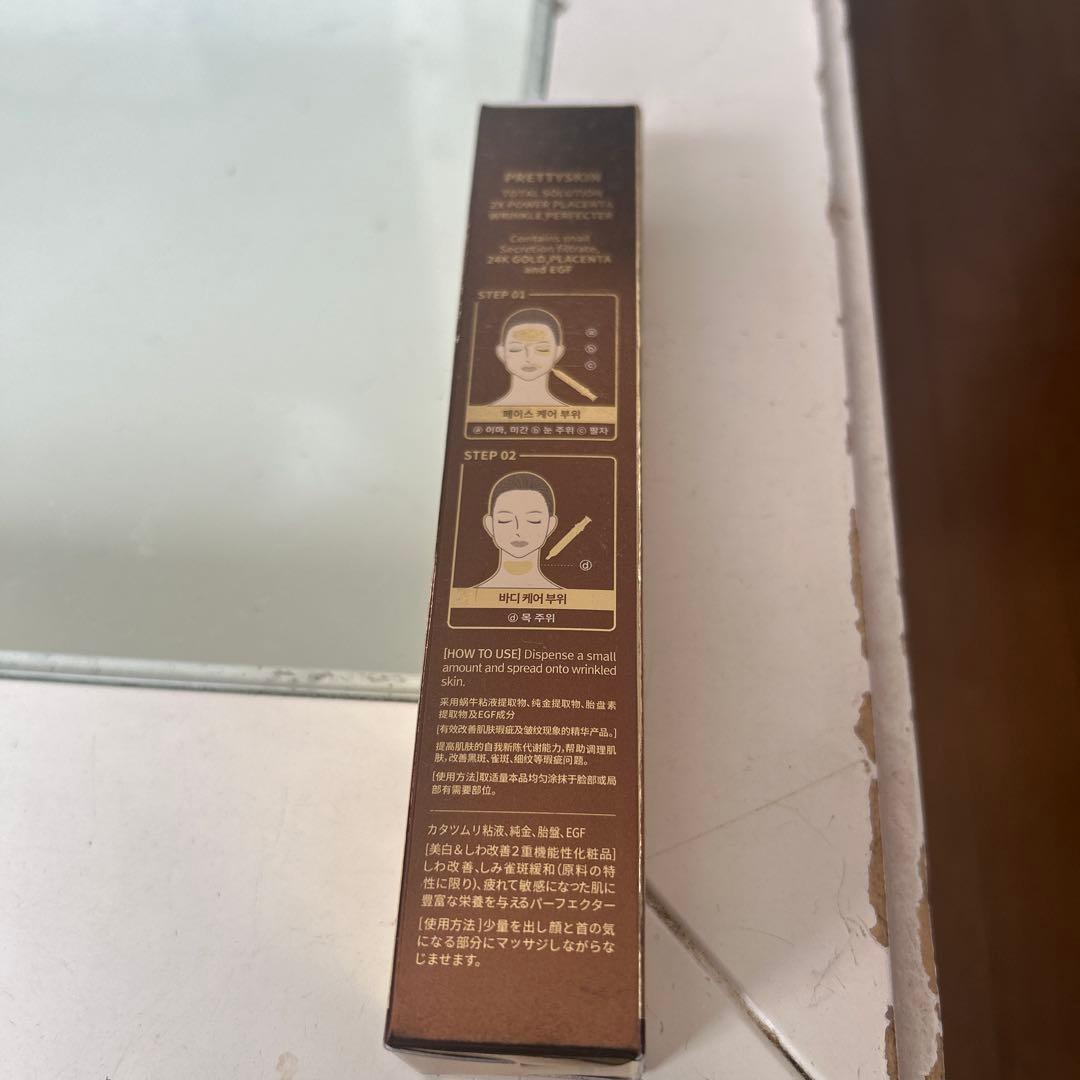 PRETTYSKIN
TOTAL SOLUTION
2X POWER PLACENTA
WRINKLE PERFECTER
Contains snail
Secretion Filtrate,
24K GOLD,PLACENTA
and EGF
STEP 01
ⓐ
ⓑ
ⓒ
페이스 케어 부위
ⓐ 이마, 미간 ⓑ 눈 주위 ⓒ 팔자
STEP 02
ⓓ
바디 케어 부위
ⓓ 목 주위
[HOW TO USE] Dispense a small
amount and spread onto wrinkled
skin.
采用蜗牛粘液提取物、纯金提取物、胎盘素
提取物及EGF成分
[有效改善肌肤瑕疵及皱纹现象的精华产品。]
提高肌肤的自我新陈代谢能力,帮助调理肌
肤,改善黑斑、雀斑、细纹等瑕疵问题。
[使用方法]取适量本品均匀涂抹于脸部或局
部有需要部位。
カタツムリ粘液、純金、胎盤、EGF
[美白&しわ改善2重機能性化粧品]
しわ改善、しみ雀斑緩和(原料の特
性に限り)、疲れて敏感になつた肌に
豊富な栄養を与えるパーフェクター
[使用方法]少量を出し顔と首の気
になる部分にマッサジしながらな
じませます。